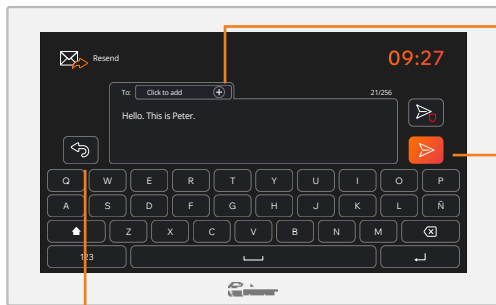 Resend
09:27
To: Click to add
21/256
Hello. This is Peter.
Q W E R T Y U I O P
A S D F G H J K L Ñ
Z X C V B N M
123